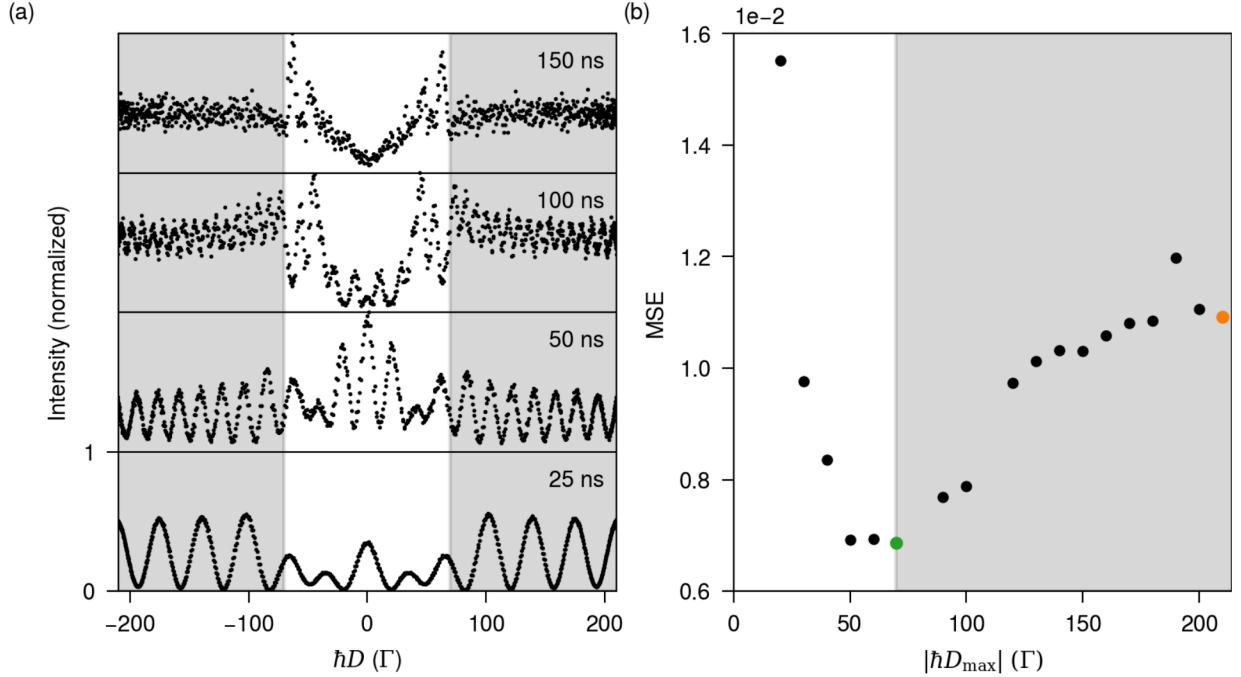 (a)
150 ns
100 ns
50 ns
25 ns
1
0
−200 −100 0 100 200
ħD (Γ)
Intensity (normalized)
(b)
1e−2
1.6
1.4
1.2
1.0
0.8
0.6
0 50 100 150 200
|ħD_max| (Γ)
MSE